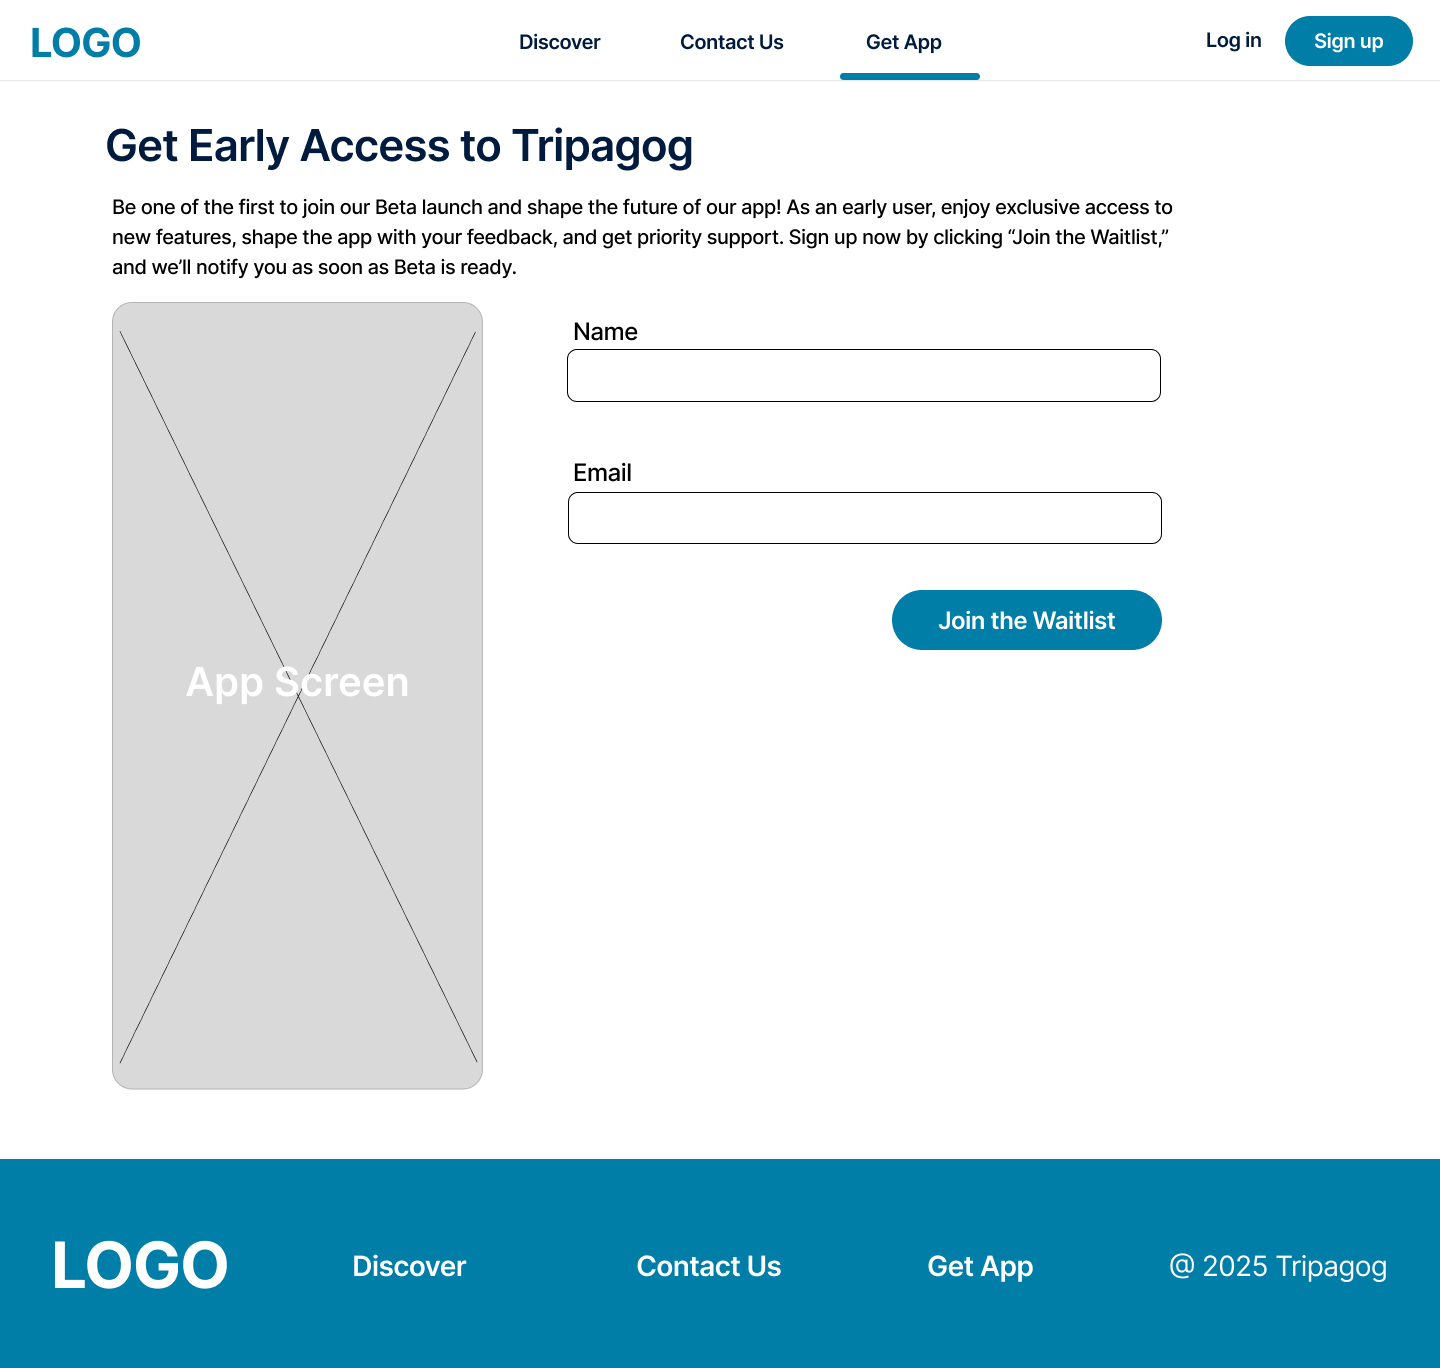 LOGO
Discover
Contact Us
Get App
Log in
Sign up
Get Early Access to Tripagog
Be one of the first to join our Beta launch and shape the future of our app! As an early user, enjoy exclusive access to
new features, shape the app with your feedback, and get priority support. Sign up now by clicking “Join the Waitlist,”
and we’ll notify you as soon as Beta is ready.
Name
Email
Join the Waitlist
App Screen
LOGO
Discover
Contact Us
Get App
@ 2025 Tripagog